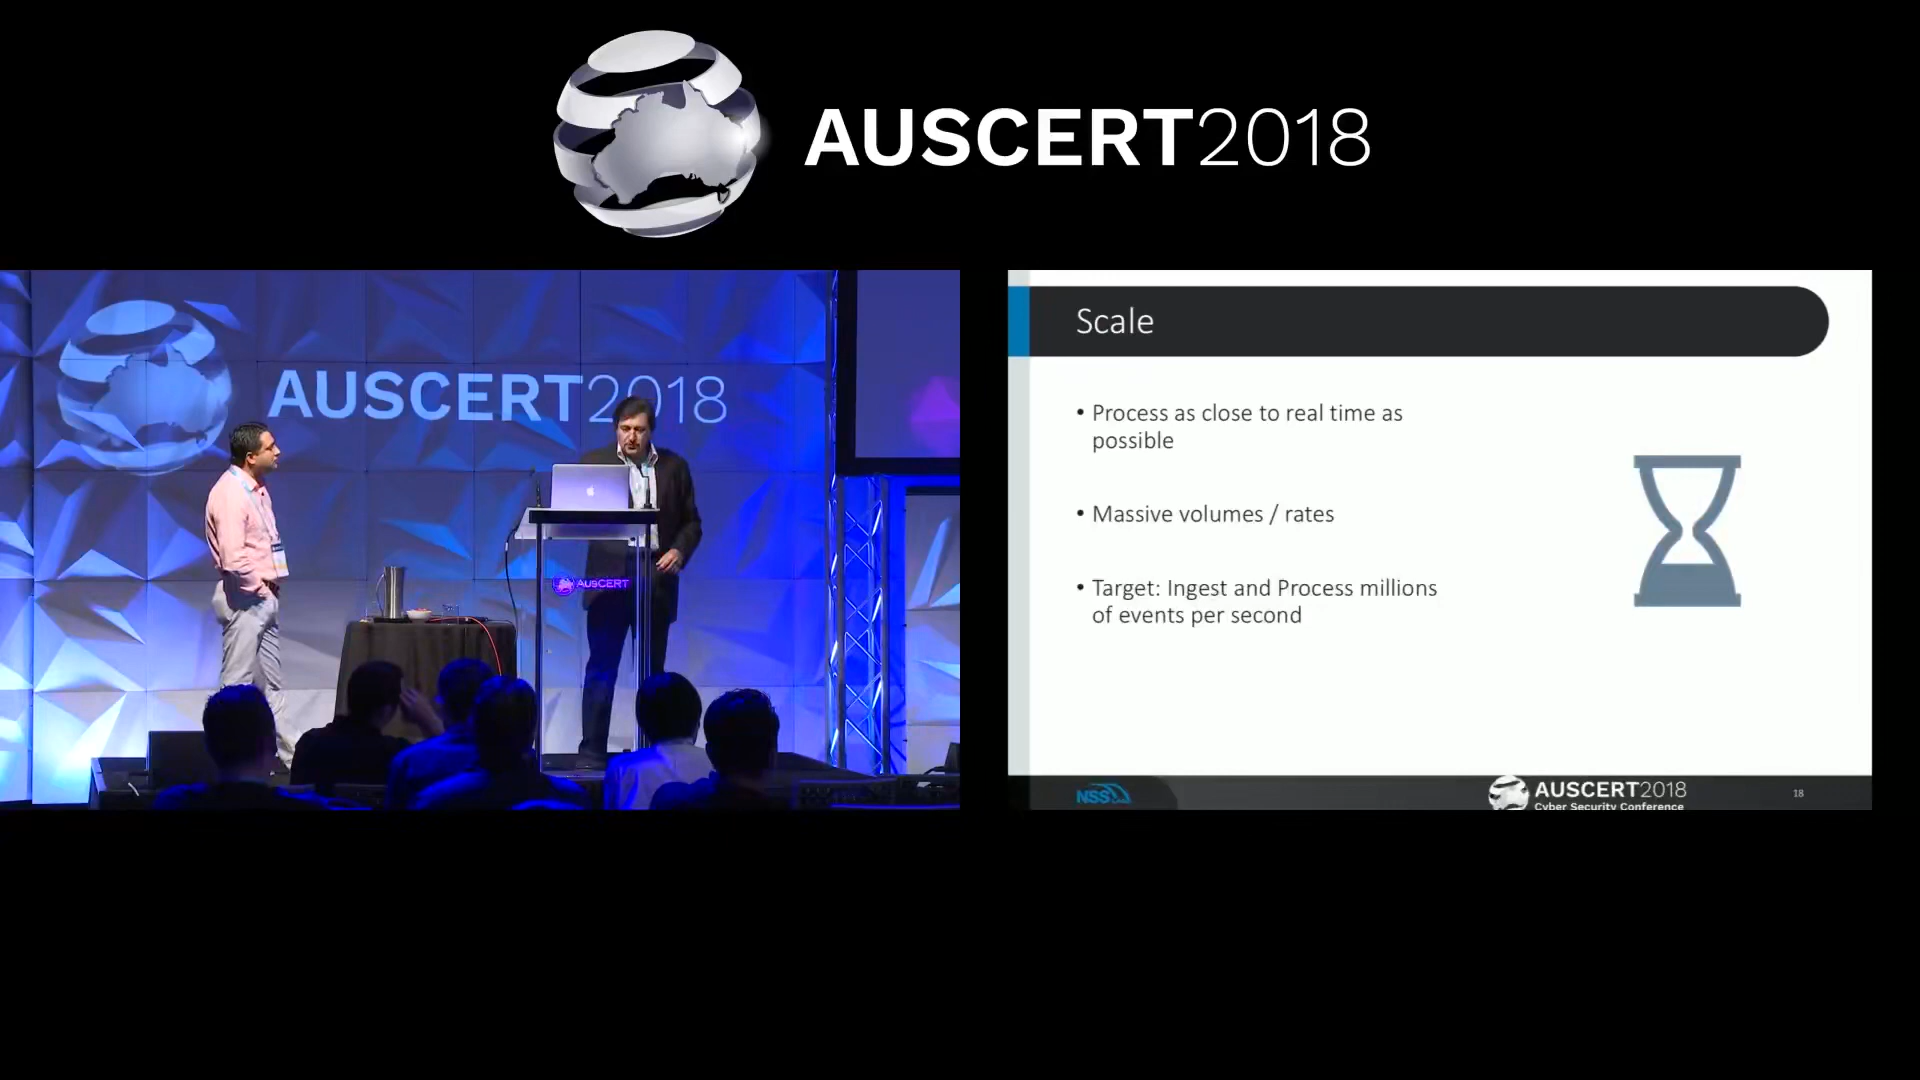 AUSCERT2018
AUSCERT2018
AUSCERT
Scale
• Process as close to real time as
possible
• Massive volumes / rates
• Target: Ingest and Process millions
of events per second
NSS
AUSCERT2018
Cyber Security Conference
18